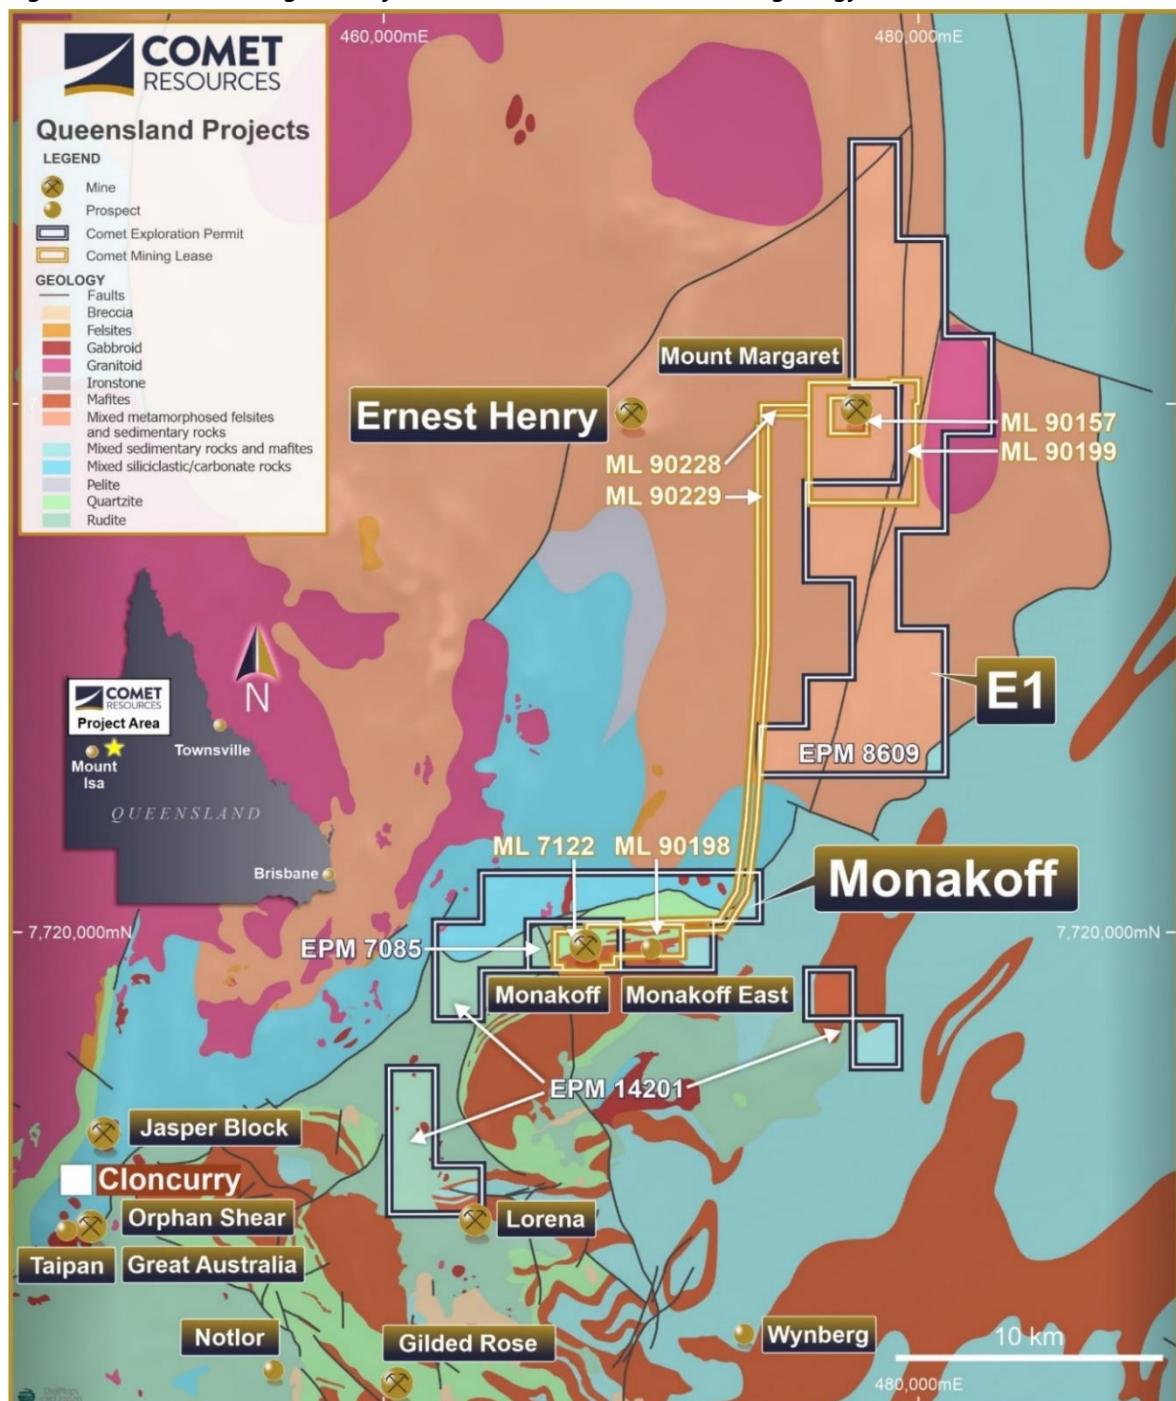 460,000mE
480,000mE
COMET
RESOURCES
Queensland Projects
LEGEND
Mine
Prospect
Comet Exploration Permit
Comet Mining Lease
GEOLOGY
Faults
Breccia
Felsites
Gabbroid
Granitoid
Ironstone
Mafites
Mixed metamorphosed felsites
and sedimentary rocks
Mixed sedimentary rocks and mafites
Mixed siliciclastic/carbonate rocks
Pelite
Quartzite
Rudite
Mount Margaret
Ernest Henry
ML 90157
ML 90199
ML 90228
ML 90229
N
E1
EPM 8609
COMET
RESOURCES
Project Area
Townsville
Mount
Isa
QUEENSLAND
Brisbane
ML 7122
ML 90198
Monakoff
7,720,000mN
7,720,000mN
EPM 7085
Monakoff
Monakoff East
EPM 14201
Jasper Block
Cloncurry
Orphan Shear
Lorena
Taipan
Great Australia
Notlor
Gilded Rose
Wynberg
10 km
480,000mE